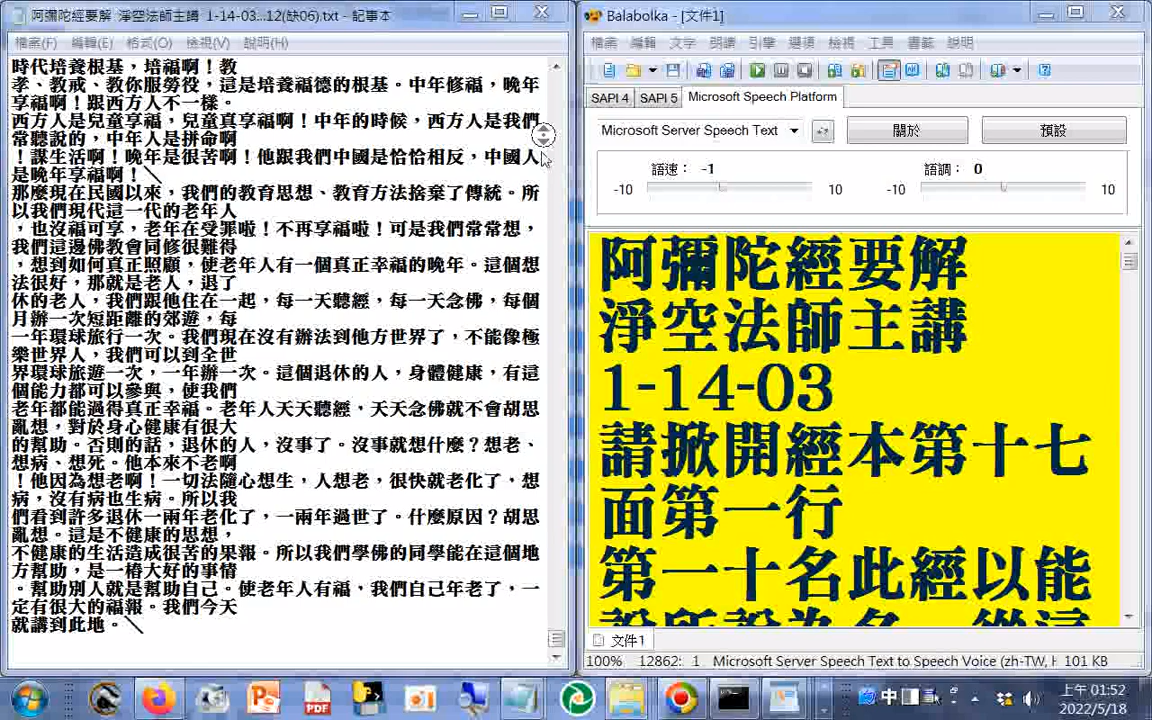 阿彌陀經要解 淨空法師主講 1-14-03...12(缺06).txt - 記事本
檔案(F) 編輯(E) 格式(O) 檢視(V) 說明(H)
時代培養根基，培福啊！教
孝、教戒、教你服勞役，這是培養福德的根基。中年修福，晚年
享福啊！跟西方人不一樣。
西方人是兒童享福，兒童真享福啊！中年的時候，西方人是我們
常聽說的，中年人是拼命啊
！謀生活啊！晚年是很苦啊！他跟我們中國是恰恰相反，中國人
是晚年享福啊！╲
那麼現在民國以來，我們的教育思想、教育方法捨棄了傳統。所
以我們現代這一代的老年人
，也沒福可享，老年在受罪啦！不再享福啦！可是我們常常想，
我們這邊佛教會同修很難得
，想到如何真正照顧，使老年人有一個真正幸福的晚年。這個想
法很好，那就是老人，退了
休的老人，我們跟他住在一起，每一天聽經，每一天念佛，每個
月辦一次短距離的郊遊，每
一年環球旅行一次。我們現在沒有辦法到他方世界了，不能像極
樂世界人，我們可以到全世
界環球旅遊一次，一年辦一次。這個退休的人，身體健康，有這
個能力都可以參與，使我們
老年都能過得真正幸福。老年人天天聽經，天天念佛就不會胡思
亂想，對於身心健康有很大
的幫助。否則的話，退休的人，沒事了。沒事就想什麼？想老、
想病、想死。他本來不老啊
！他因為想老啊！一切法隨心想生，人想老，很快就老化了，想
病，沒有病也生病。所以我
們看到許多退休一兩年老化了，一兩年過世了。什麼原因？胡思
亂想。這是不健康的思想，
不健康的生活造成很苦的果報。所以我們學佛的同學能在這個地
方幫助，是一樁大好的事情
。幫助別人就是幫助自己。使老年人有福，我們自己年老了，一
定有很大的福報。我們今天
就講到此地。╲
Balabolka - [文件1]
檔案 編輯 文字 朗讀 引擎 選項 檢視 工具 書籤 說明
SAPI 4 SAPI 5 Microsoft Speech Platform
Microsoft Server Speech Text 關於 預設
語速： -1 語調： 0
-10 10 -10 10
阿彌陀經要解
淨空法師主講
1-14-03
請掀開經本第十七
面第一行
第一十名此經以能
說所說為名，從這
文件1
100% 12862: 1 Microsoft Server Speech Text to Speech Voice (zh-TW, H 101 KB
中
上午 01:52
2022/5/18